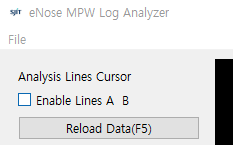 eNose MPW Log Analyzer
File
Analysis Lines Cursor
Enable Lines A B
Reload Data(F5)